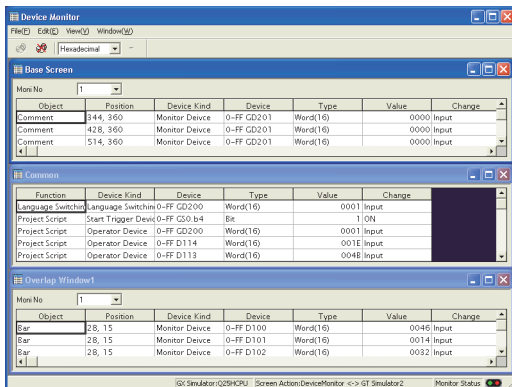 Device Monitor
File(F) Edit(E) View(V) Window(W)
Hexadecimal
Base Screen
Moni No 1
Object Position Device Kind Device Type Value Change
Comment 344, 360 Monitor Deivce 0-FF GD201 Word(16) 0000 Input
Comment 428, 360 Monitor Deivce 0-FF GD201 Word(16) 0000 Input
Comment 514, 360 Monitor Deivce 0-FF GD201 Word(16) 0000 Input
Common
Function Device Kind Device Type Value Change
Language Switchin Language Switchin 0-FF GD200 Word(16) 0001 Input
Project Script Start Trigger Devic 0-FF GS0.b4 Bit 1 ON
Project Script Operator Device 0-FF GD200 Word(16) 0001 Input
Project Script Operator Device 0-FF D114 Word(16) 001E Input
Project Script Operator Device 0-FF D113 Word(16) 004B Input
Overlap Window1
Moni No 1
Object Position Device Kind Device Type Value Change
Bar 28, 15 Monitor Deivce 0-FF D100 Word(16) 0046 Input
Bar 28, 15 Monitor Deivce 0-FF D101 Word(16) 0014 Input
Bar 28, 15 Monitor Deivce 0-FF D102 Word(16) 0032 Input
GX Simulator:Q25HCPU Screen Action:DeviceMonitor <-> GT Simulator2 Monitor Status